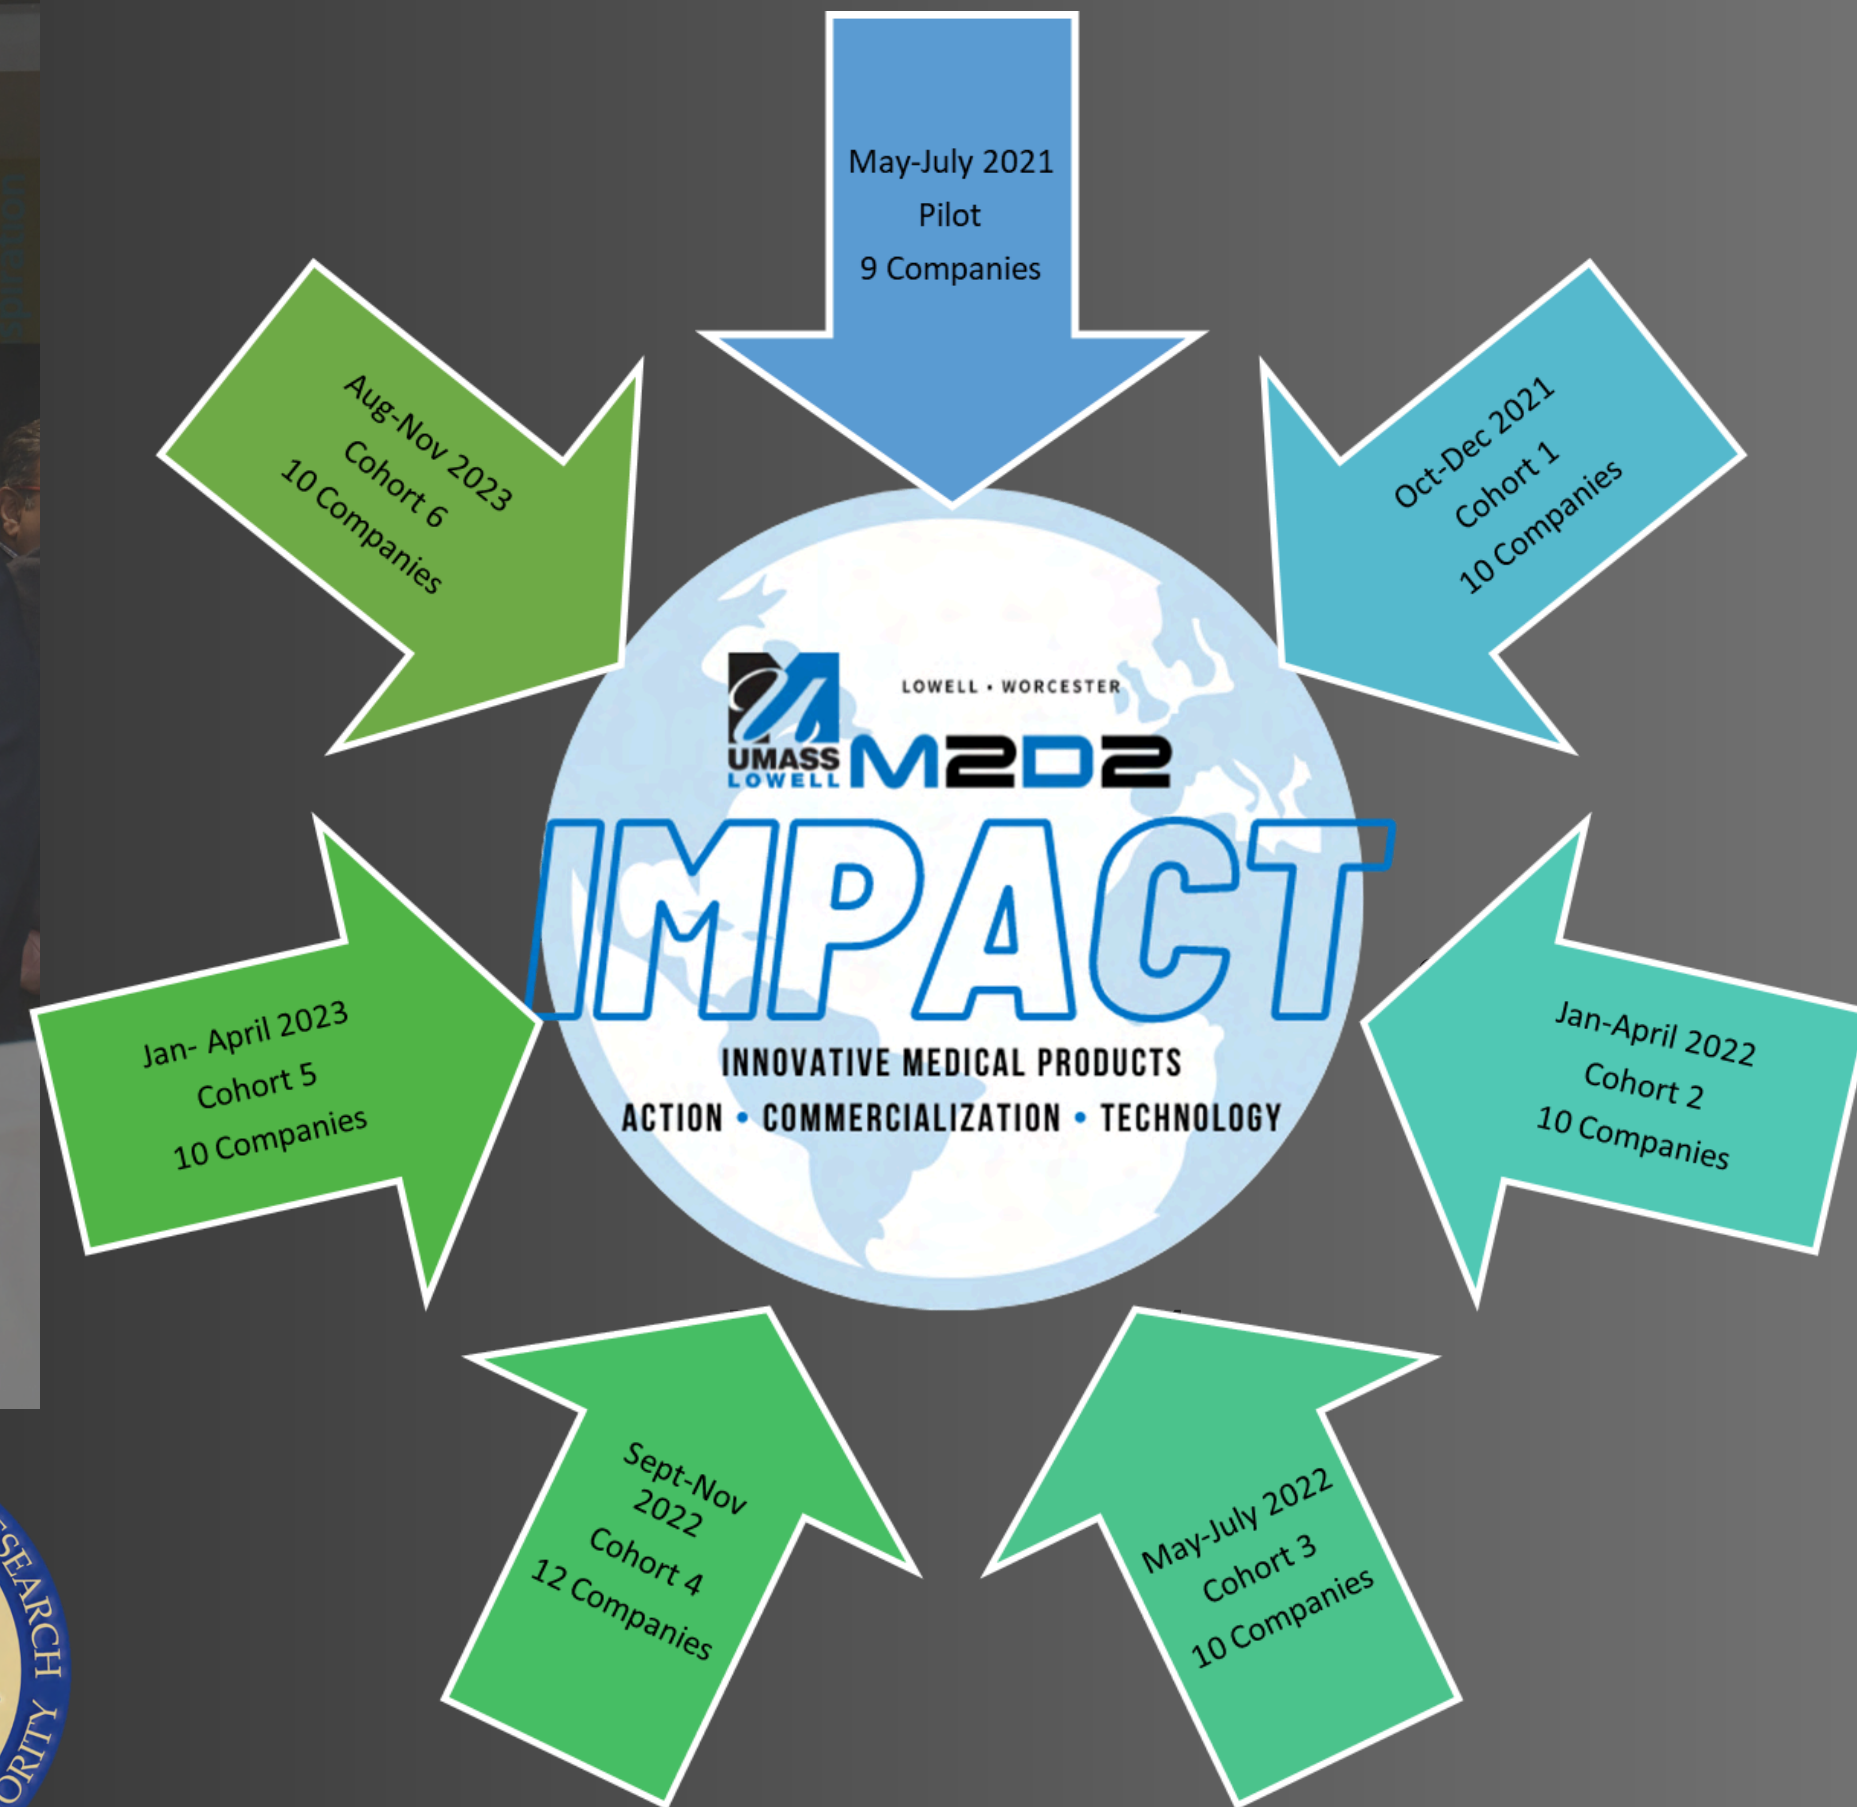 May-July 2021
Pilot
9 Companies
Oct-Dec 2021
Cohort 1
10 Companies
Jan-April 2022
Cohort 2
10 Companies
May-July 2022
Cohort 3
10 Companies
Sept-Nov
2022
Cohort 4
12 Companies
Jan- April 2023
Cohort 5
10 Companies
Aug-Nov 2023
Cohort 6
10 Companies
LOWELL • WORCESTER
UMASS
LOWELL
M2D2
IMPACT
INNOVATIVE MEDICAL PRODUCTS
ACTION • COMMERCIALIZATION • TECHNOLOGY
spiration
SEARCH
ORITY